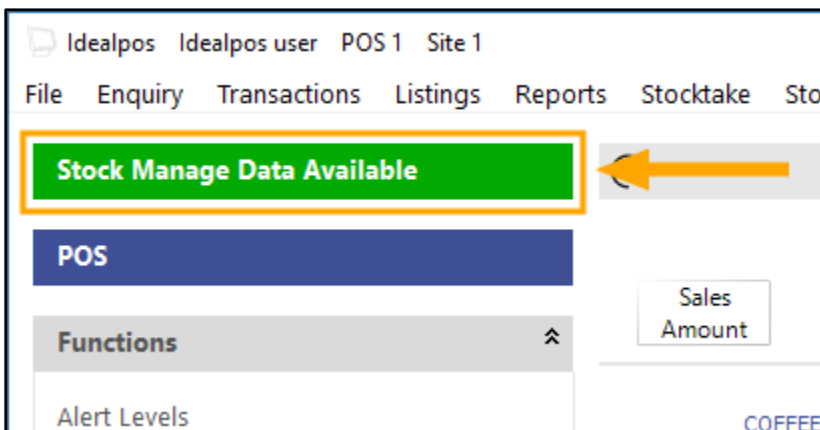 Idealpos Idealpos user POS 1 Site 1
File Enquiry Transactions Listings Reports Stocktake Sto
Stock Manage Data Available
POS
Sales
Amount
Functions
Alert Levels
COFFEE